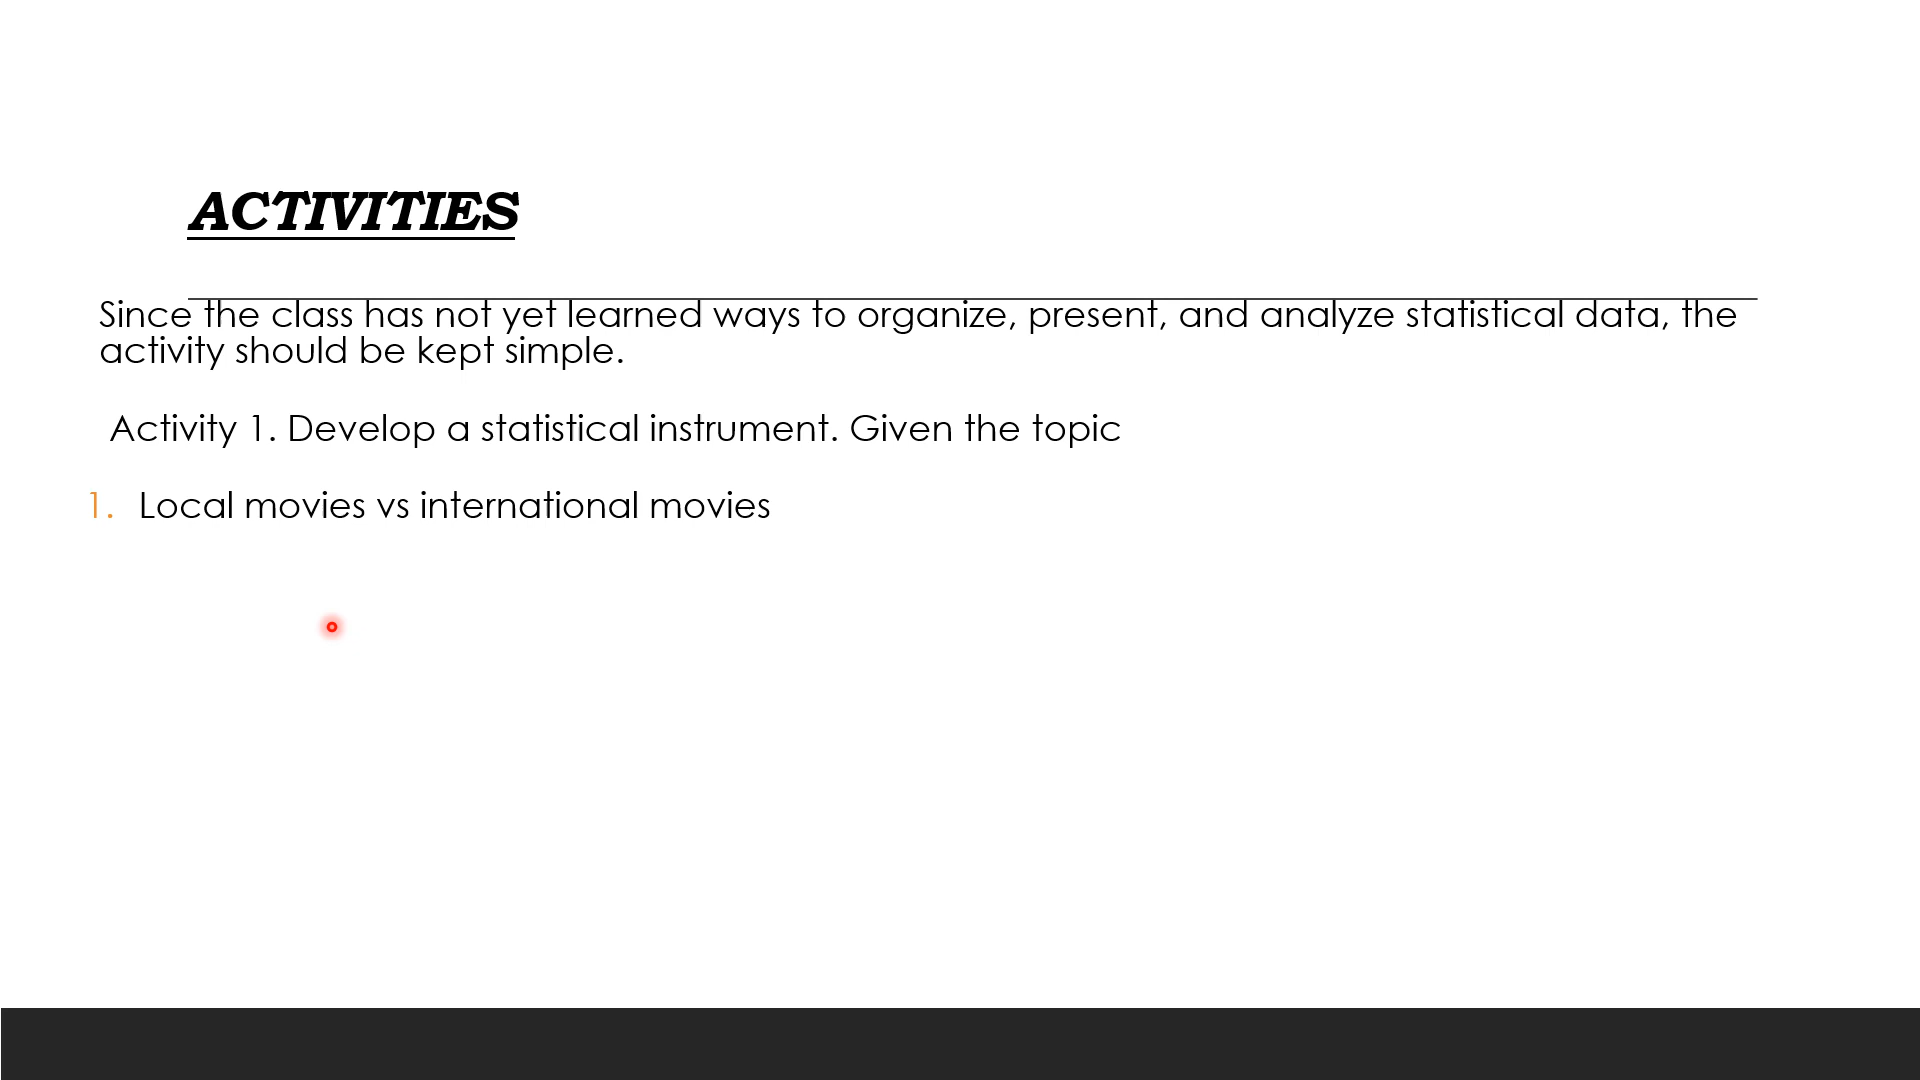 ACTIVITIES
Since the class has not yet learned ways to organize, present, and analyze statistical data, the
activity should be kept simple.
Activity 1. Develop a statistical instrument. Given the topic
1. Local movies vs international movies